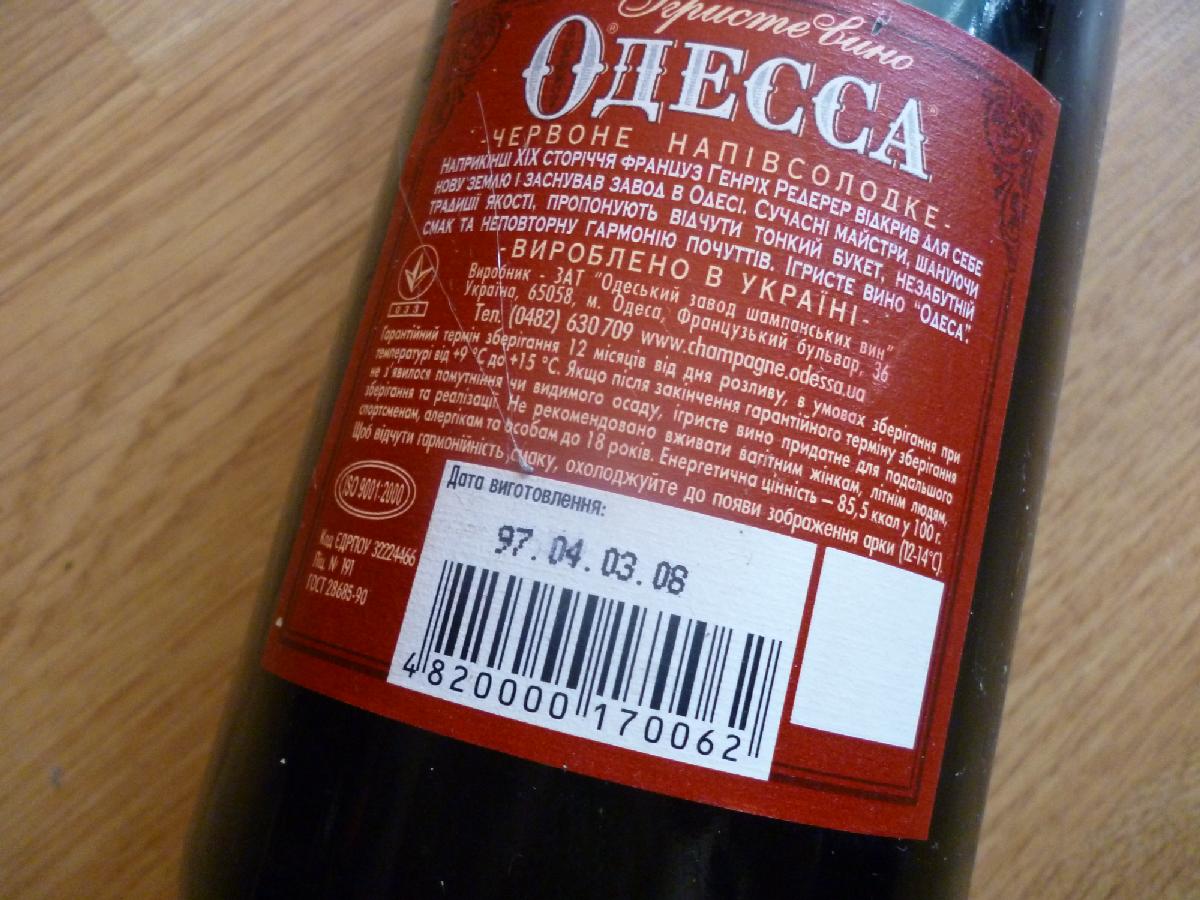 Ігристе вино
ОДЕССА
ЧЕРВОНЕ НАПІВСОЛОДКЕ-
НАПРИКІНЦІ XIX СТОРІЧЧЯ ФРАНЦУЗ ГЕНРІХ РЕДЕРЕР ВІДКРИВ ДЛЯ СЕБЕ
НОВУ ЗЕМЛЮ І ЗАСНУВАВ ЗАВОД В ОДЕСІ. СУЧАСНІ МАЙСТРИ, ШАНУЮЧИ
ТРАДИЦІЇ ЯКОСТІ, ПРОПОНУЮТЬ ВІДЧУТИ ТОНКИЙ БУКЕТ, НЕЗАБУТНІЙ
СМАК ТА НЕПОВТОРНУ ГАРМОНІЮ ПОЧУТТІВ. ІГРИСТЕ ВИНО "ОДЕСА".
-ВИРОБЛЕНО В УКРАЇНІ-
Виробник - ЗАТ "Одеський завод шампанських вин"
Україна, 65058, м. Одеса, Французький бульвар, 36
Тел. (0482) 630 709 www.champagne.odessa.ua
Гарантійний термін зберігання 12 місяців від дня розливу, в умовах зберігання при
температурі від +9 °С до +15 °С. Якщо після закінчення гарантійного терміну зберігання
не з'явилося помутніння чи видимого осаду, ігристе вино придатне для подальшого
зберігання та реалізації. Не рекомендовано вживати вагітним жінкам, літнім людям,
спортсменам, алергікам та особам до 18 років. Енергетична цінність – 85,5 ккал у 100 г.
Щоб відчути гармонійність смаку, охолоджуйте до появи зображення арки (12-14°С).
ISO 9001:2000
Дата виготовлення:
97.04.03.08
Код ЄДРПОУ 32224466
Ліц. № 191
ГОСТ 28685-90
4 820000 170062